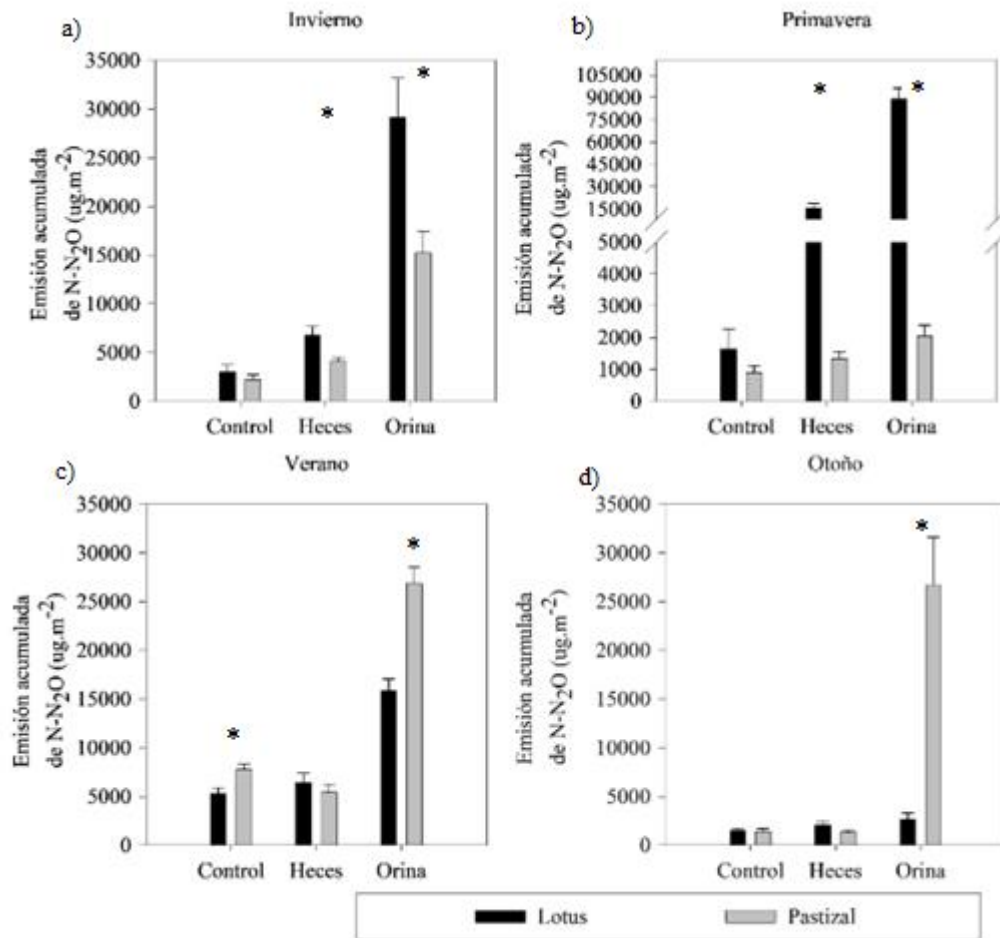 a)
Invierno
Emisión acumulada
de N-N2O (ug.m-2)
35000
30000
25000
20000
15000
10000
5000
0
*
*
Control Heces Orina
b)
Primavera
Emisión acumulada
de N-N2O (ug.m-2)
105000
90000
75000
60000
45000
30000
15000
5000
4000
3000
2000
1000
0
*
*
Control Heces Orina
c)
Verano
Emisión acumulada
de N-N2O (ug.m-2)
35000
30000
25000
20000
15000
10000
5000
0
*
*
Control Heces Orina
d)
Otoño
Emisión acumulada
de N-N2O (ug.m-2)
35000
30000
25000
20000
15000
10000
5000
0
*
Control Heces Orina
Lotus Pastizal